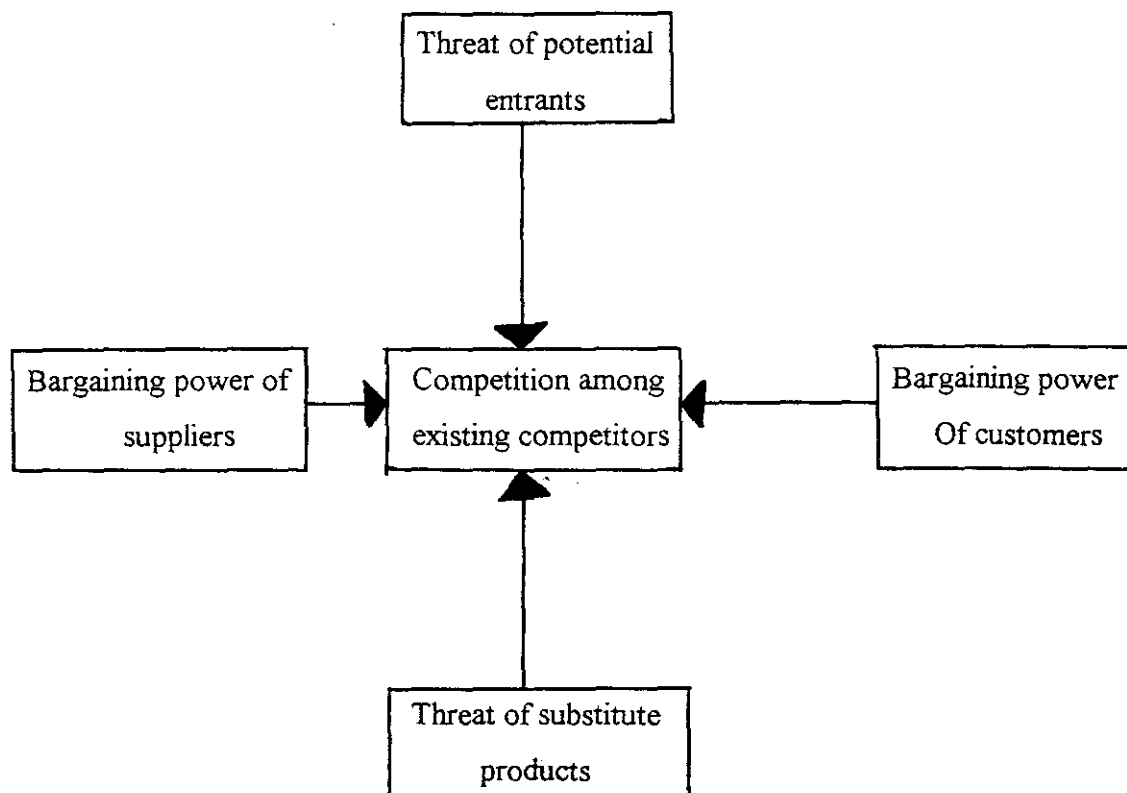 Threat of potential
entrants
Bargaining power of
suppliers
Competition among
existing competitors
Bargaining power
Of customers
Threat of substitute
products